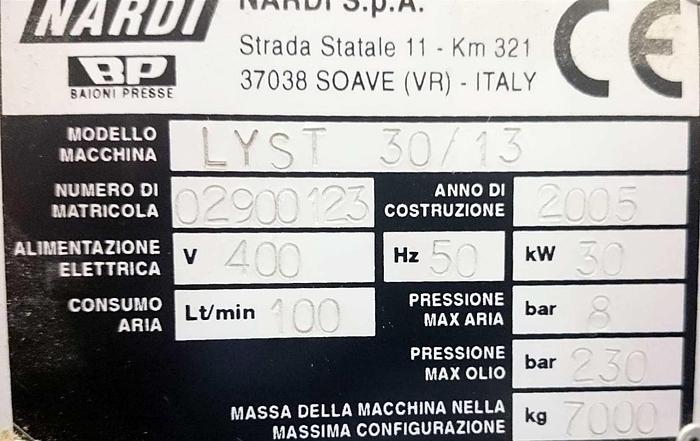 NARDI
NARDI S.p.A.
Strada Statale 11 - Km 321
37038 SOAVE (VR) - ITALY
BP
BAIONI PRESSE
CE
MODELLO MACCHINA LYST 30/13
NUMERO DI MATRICOLA 02900123
ANNO DI COSTRUZIONE 2005
ALIMENTAZIONE ELETTRICA V 400 Hz 50 kW 30
CONSUMO ARIA Lt/min 100
PRESSIONE MAX ARIA bar 8
PRESSIONE MAX OLIO bar 230
MASSA DELLA MACCHINA NELLA MASSIMA CONFIGURAZIONE kg 7000